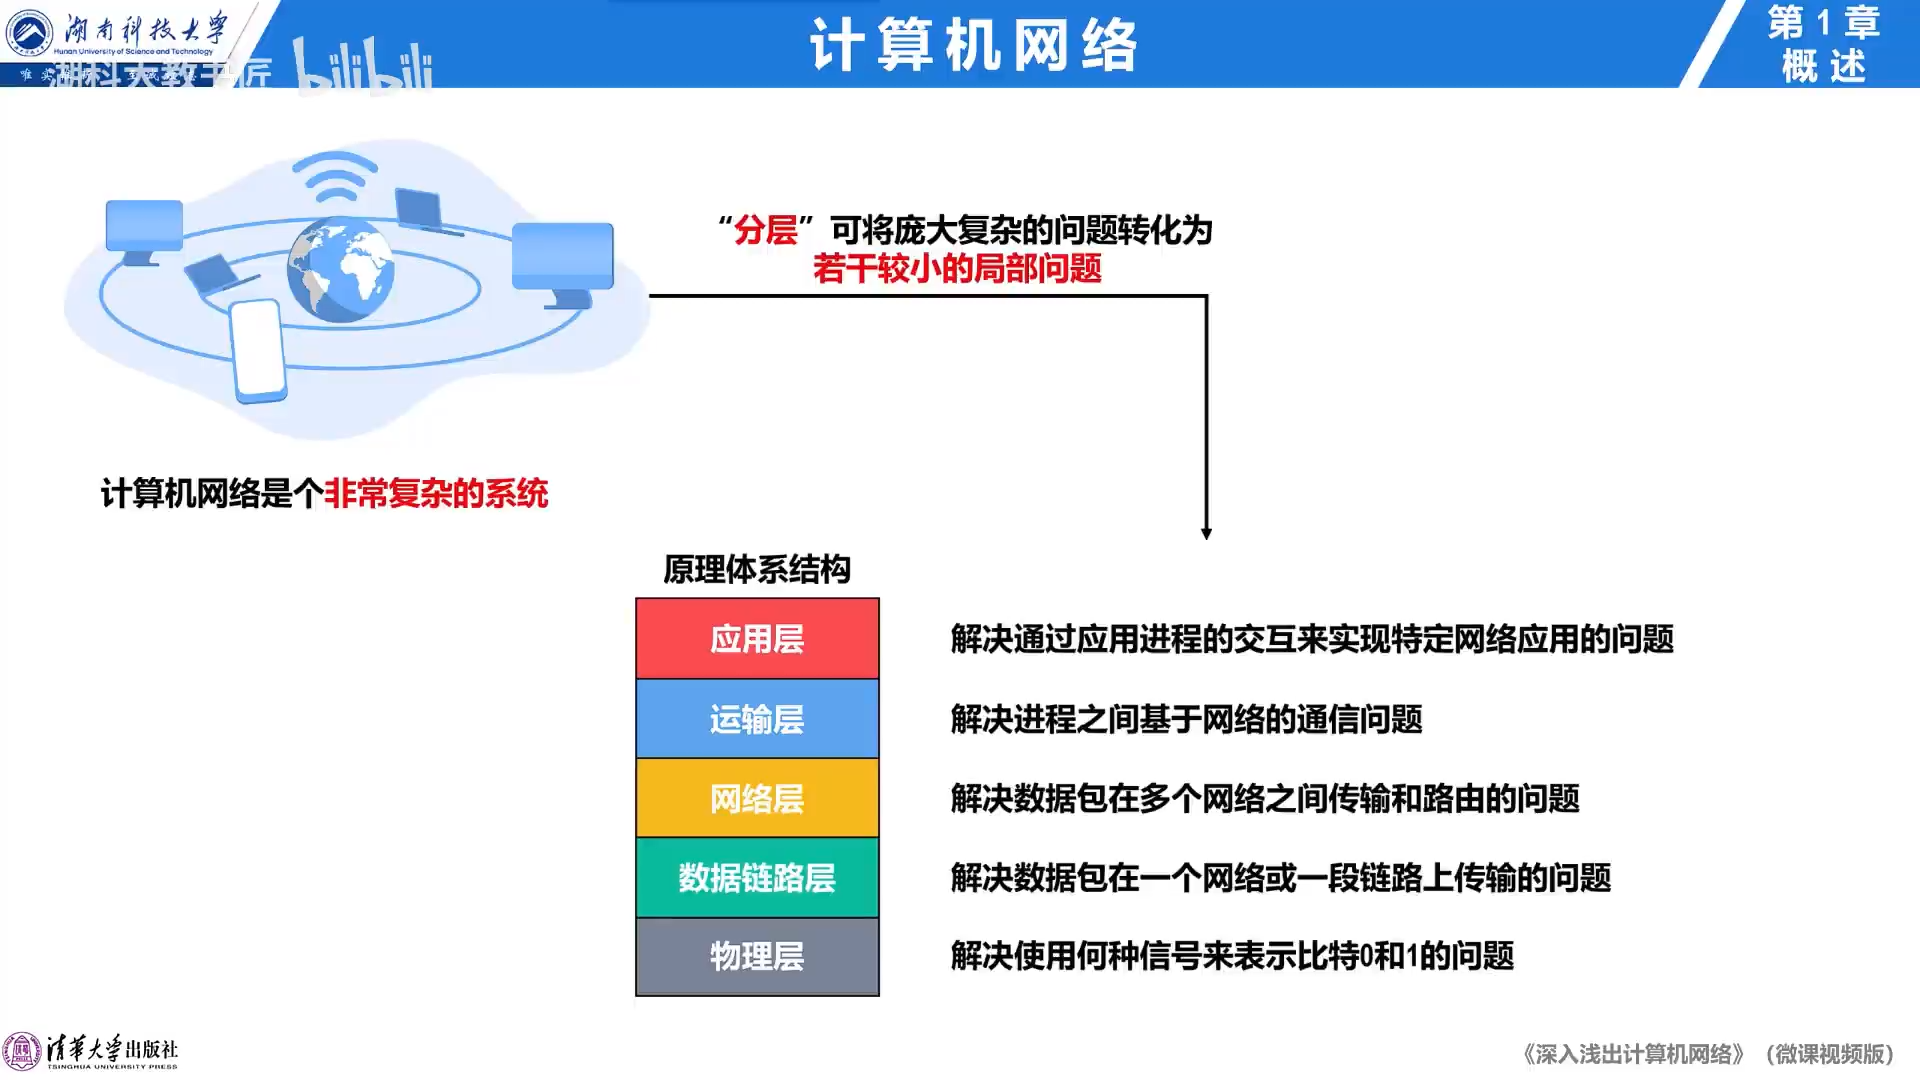 湖南科技大学
Hunan University of Science and Technology
湖科大教书匠
bilibili
计算机网络
第 1 章
概 述
“分层”可将庞大复杂的问题转化为
若干较小的局部问题
计算机网络是个非常复杂的系统
原理体系结构
应用层 解决通过应用进程的交互来实现特定网络应用的问题
运输层 解决进程之间基于网络的通信问题
网络层 解决数据包在多个网络之间传输和路由的问题
数据链路层 解决数据包在一个网络或一段链路上传输的问题
物理层 解决使用何种信号来表示比特0和1的问题
清华大学出版社
TSINGHUA UNIVERSITY PRESS
《深入浅出计算机网络》（微课视频版）